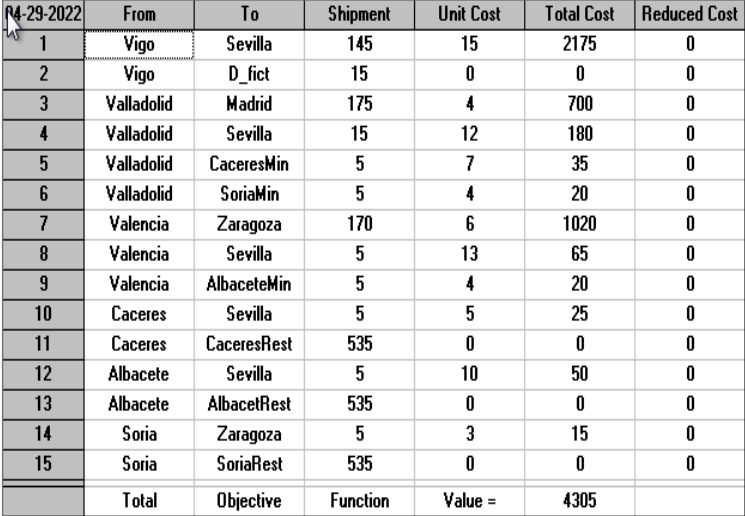 04-29-2022 From To Shipment Unit Cost Total Cost Reduced Cost
1 Vigo Sevilla 145 15 2175 0
2 Vigo D_fict 15 0 0 0
3 Valladolid Madrid 175 4 700 0
4 Valladolid Sevilla 15 12 180 0
5 Valladolid CaceresMin 5 7 35 0
6 Valladolid SoriaMin 5 4 20 0
7 Valencia Zaragoza 170 6 1020 0
8 Valencia Sevilla 5 13 65 0
9 Valencia AlbaceteMin 5 4 20 0
10 Caceres Sevilla 5 5 25 0
11 Caceres CaceresRest 535 0 0 0
12 Albacete Sevilla 5 10 50 0
13 Albacete AlbacetRest 535 0 0 0
14 Soria Zaragoza 5 3 15 0
15 Soria SoriaRest 535 0 0 0
Total Objective Function Value = 4305